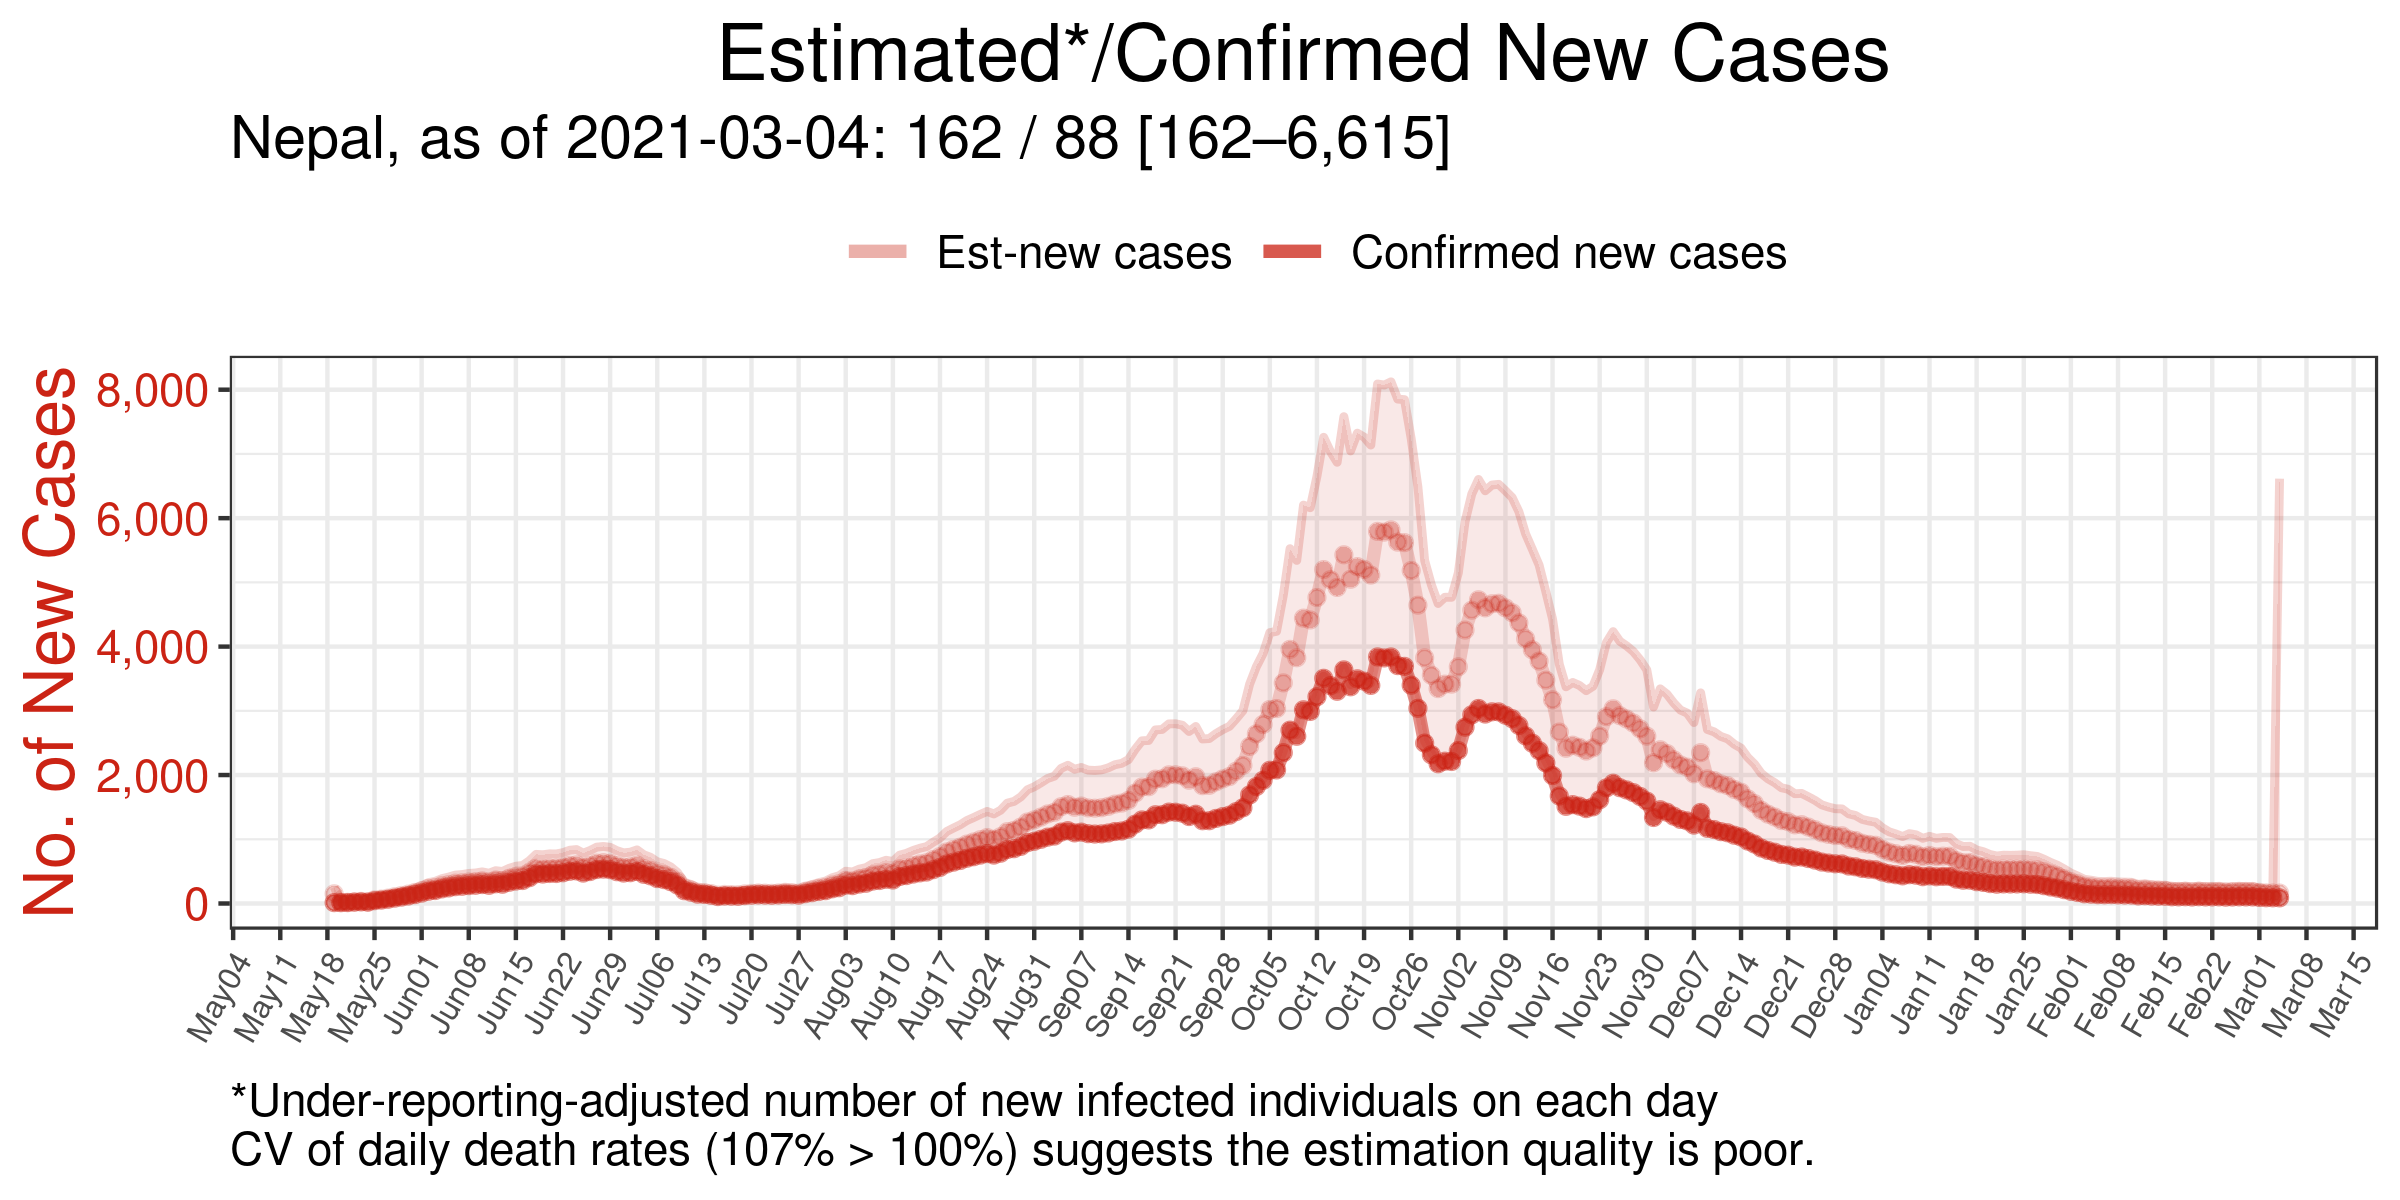 Estimated*/Confirmed New Cases
Nepal, as of 2021-03-04: 162 / 88 [162–6,615]
Est-new cases Confirmed new cases
No. of New Cases
8,000
6,000
4,000
2,000
0
May04 May11 May18 May25 Jun01 Jun08 Jun15 Jun22 Jun29 Jul06 Jul13 Jul20 Jul27 Aug03 Aug10 Aug17 Aug24 Aug31 Sep07 Sep14 Sep21 Sep28 Oct05 Oct12 Oct19 Oct26 Nov02 Nov09 Nov16 Nov23 Nov30 Dec07 Dec14 Dec21 Dec28 Jan04 Jan11 Jan18 Jan25 Feb01 Feb08 Feb15 Feb22 Mar01 Mar08 Mar15
*Under-reporting-adjusted number of new infected individuals on each day
CV of daily death rates (107% > 100%) suggests the estimation quality is poor.